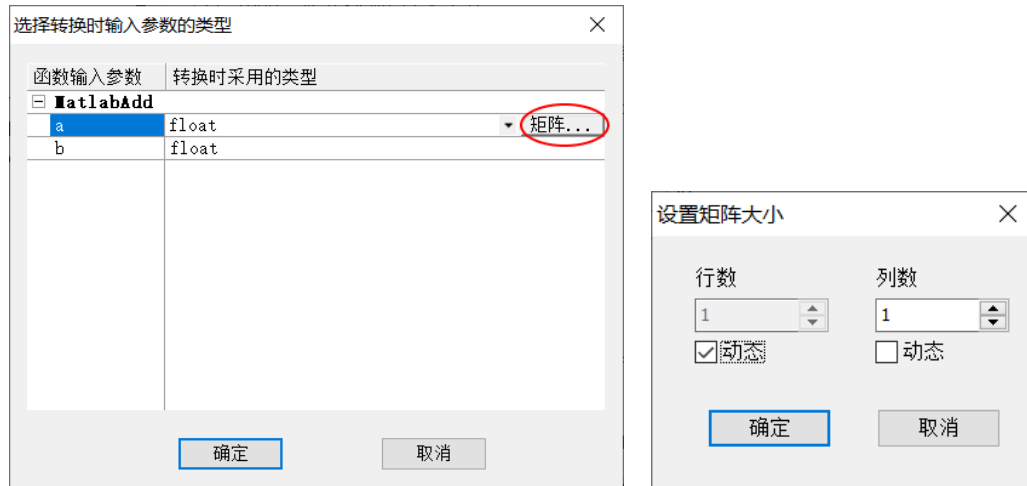 选择转换时输入参数的类型
函数输入参数 转换时采用的类型
MatlabAdd
a float 矩阵...
b float
确定 取消
设置矩阵大小
行数 列数
1 1
动态 动态
确定 取消